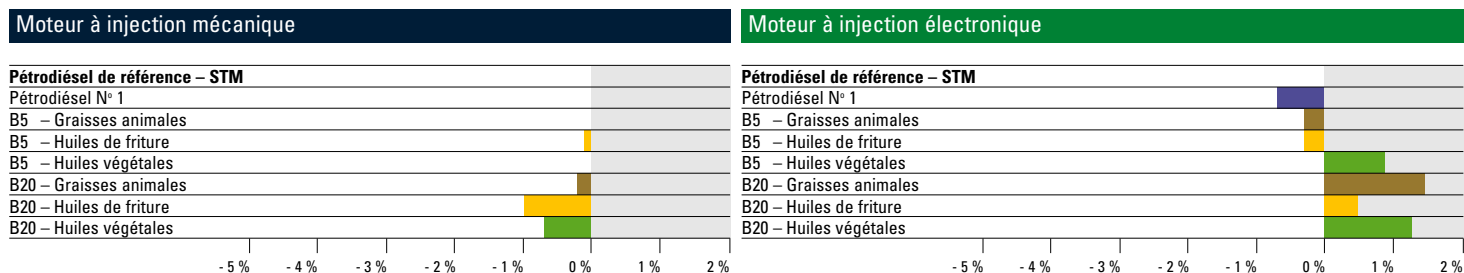 Moteur à injection mécanique
Pétrodiésel de référence – STM
Pétrodiésel Nº 1
B5 – Graisses animales
B5 – Huiles de friture
B5 – Huiles végétales
B20 – Graisses animales
B20 – Huiles de friture
B20 – Huiles végétales
- 5 % - 4 % - 3 % - 2 % - 1 % 0 % 1 % 2 %
Moteur à injection électronique
Pétrodiésel de référence – STM
Pétrodiésel Nº 1
B5 – Graisses animales
B5 – Huiles de friture
B5 – Huiles végétales
B20 – Graisses animales
B20 – Huiles de friture
B20 – Huiles végétales
- 5 % - 4 % - 3 % - 2 % - 1 % 0 % 1 % 2 %